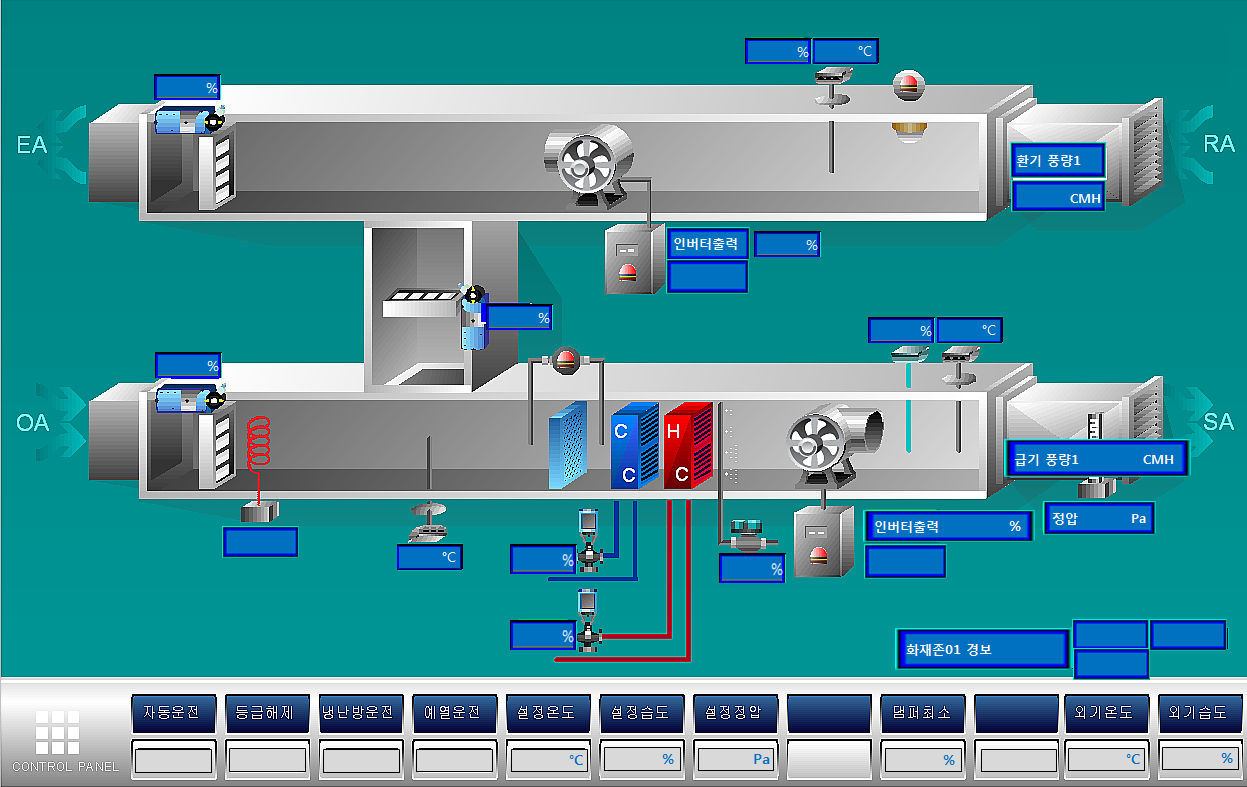 % °C
%
EA
RA
환기 풍량1
CMH
인버터출력 %
%
% °C
%
OA
SA
C
C
H
C
급기 풍량1 CMH
정압 Pa
인버터출력 %
°C
%
%
%
화재존01 경보
자동운전 등급해제 냉난방운전 예열운전 설정온도 설정습도 설정정압 댐퍼최소 외기온도 외기습도
°C % Pa % °C %
CONTROL PANEL